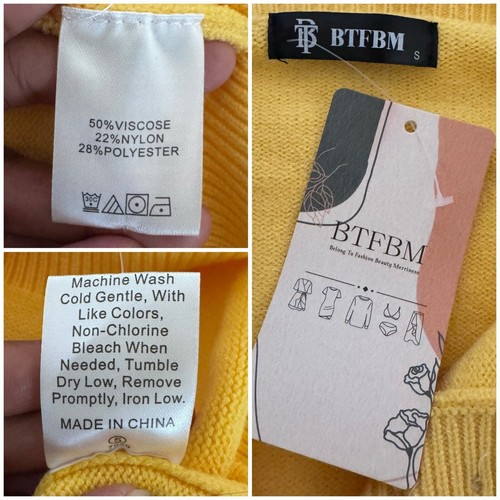 50%VISCOSE
22%NYLON
28%POLYESTER
BTFBM
S
BTFBM
Belong To Fashion Beauty Merriness
Machine Wash
Cold Gentle, With
Like Colors,
Non-Chlorine
Bleach When
Needed, Tumble
Dry Low, Remove
Promptly, Iron Low.
MADE IN CHINA